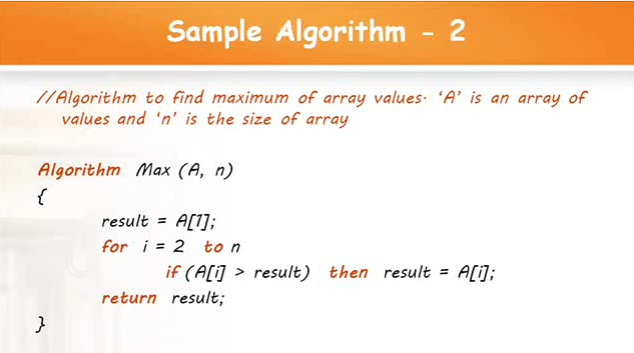 Sample Algorithm - 2
//Algorithm to find maximum of array values. 'A' is an array of
values and 'n' is the size of array
Algorithm Max (A, n)
{
result = A[1];
for i = 2 to n
if (A[i] > result) then result = A[i];
return result;
}